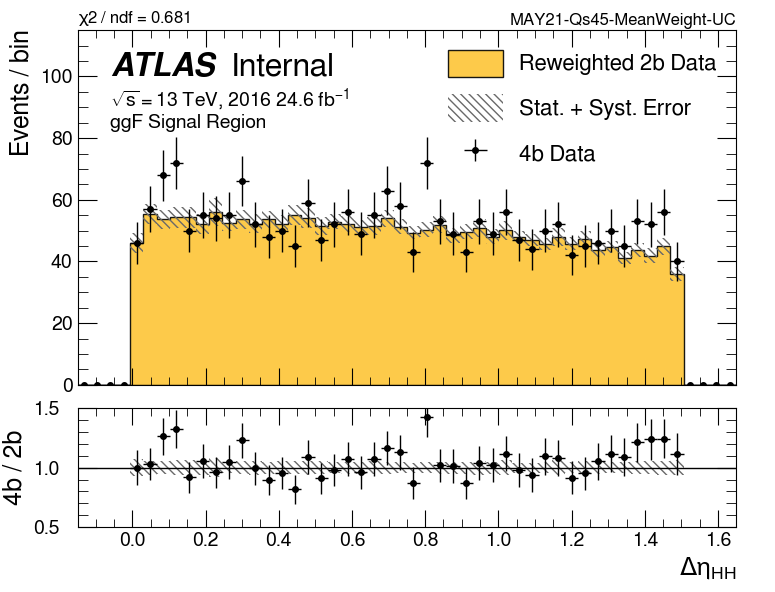 χ2 / ndf = 0.681
MAY21-Qs45-MeanWeight-UC
Events / bin
ATLAS Internal
√s = 13 TeV, 2016 24.6 fb⁻¹
ggF Signal Region
Reweighted 2b Data
Stat. + Syst. Error
4b Data
100
80
60
40
20
0
4b / 2b
1.5
1.0
0.5
0.0 0.2 0.4 0.6 0.8 1.0 1.2 1.4 1.6
Δη_HH